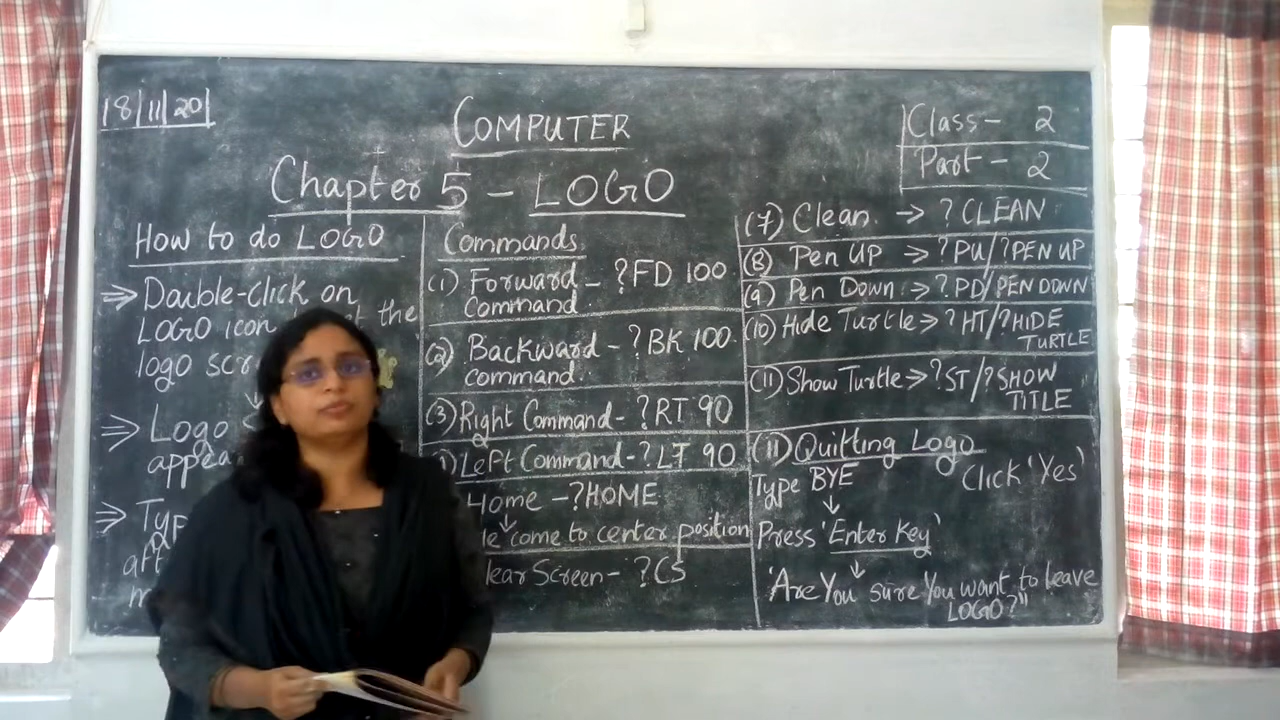 18/11/20
COMPUTER
Class - 2
Part - 2
Chapter 5 - LOGO
How to do LOGO
⇒ Double-click on
LOGO icon the
logo
⇒ Logo
⇒
Commands
(1) Forward - ?FD 100
command
(2) Backward - ?BK 100
command
(3) Right Command - ?RT 90
Left Command - ?LT 90
Home - ?HOME
↓
come to center position
Screen - ?CS
(7) Clean → ?CLEAN
(8) Pen UP → ?PU/?PEN UP
(9) Pen Down → ?PD/PEN DOWN
(10) Hide Turtle → ?HT/?HIDE
TURTLE
(11) Show Turtle → ?ST/?SHOW
TITLE
(11) Quitting Logo
Click 'Yes'
Type BYE
↓
Press 'Enter Key'
↓
'Are You sure You want to leave
LOGO?"